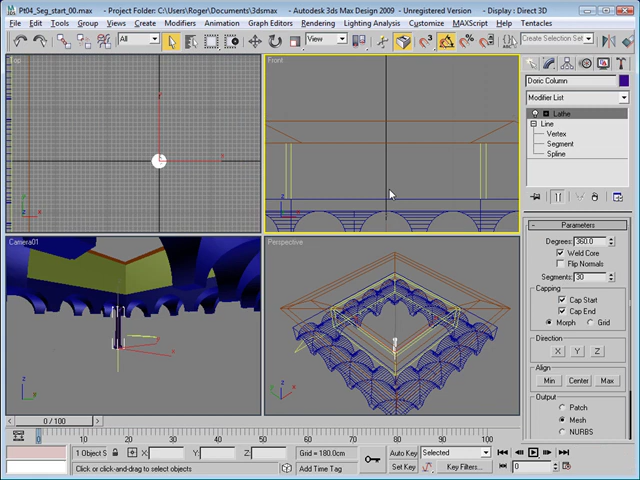 Pt04_Seg_start_00.max - Project Folder: C:\Users\Roger\Documents\3dsmax - Autodesk 3ds Max Design 2009 - Unregistered Version - Display : Direct 3D
File Edit Tools Group Views Create Modifiers Animation Graph Editors Rendering Lighting Analysis Customize MAXScript Help Tentacles
All View Create Selection Set
Top Front
Camera01 Perspective
Doric Column
Modifier List
Lathe
Line
Vertex
Segment
Spline
Parameters
Degrees: 360.0
Weld Core
Flip Normals
Segments: 30
Capping
Cap Start
Cap End
Morph Grid
Direction
X Y Z
Align
Min Center Max
Output
Patch
Mesh
NURBS
0 / 100
0 10 20 30 40 50 60 70 80 90 100
1 Object S X: Y: Z: Grid = 180.0cm Auto Key Selected
Click or click-and-drag to select objects Add Time Tag Set Key Key Filters... 0